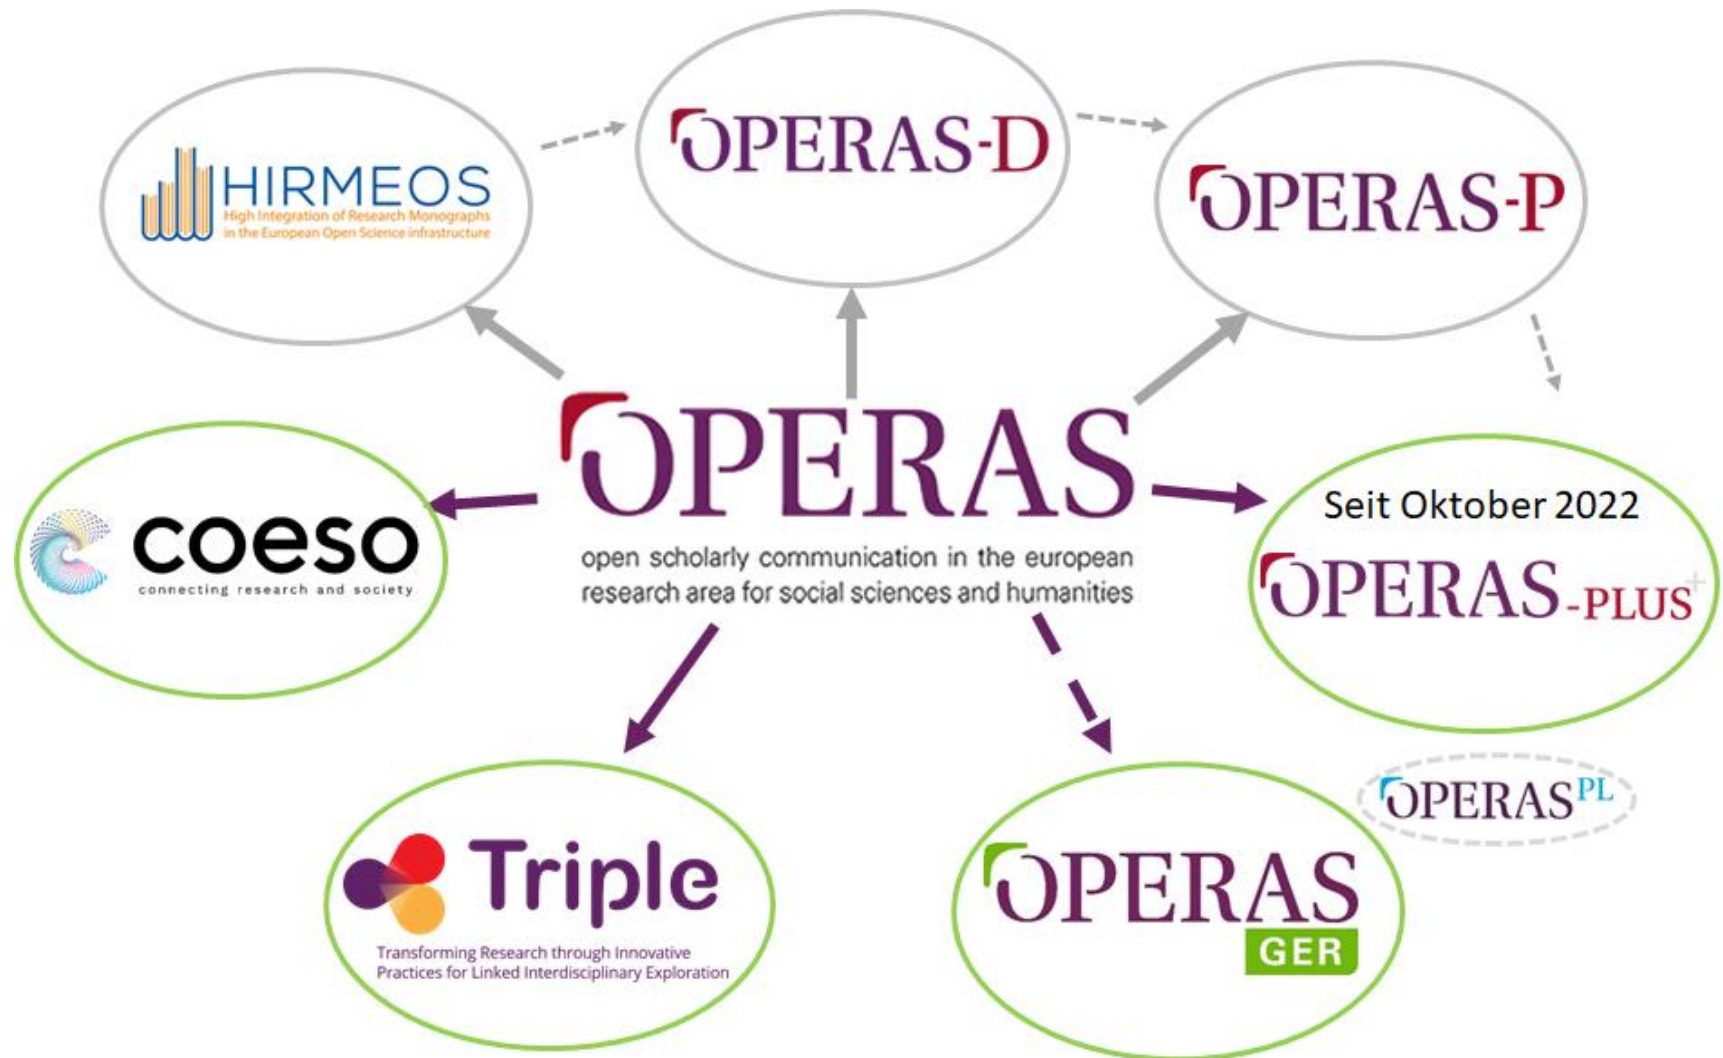 HIRMEOS
High Integration of Research Monographs
in the European Open Science infrastructure
OPERAS-D
OPERAS-P
OPERAS
open scholarly communication in the european
research area for social sciences and humanities
coeso
connecting research and society
Seit Oktober 2022
OPERAS-PLUS+
OPERAS PL
Triple
Transforming Research through Innovative
Practices for Linked Interdisciplinary Exploration
OPERAS
GER